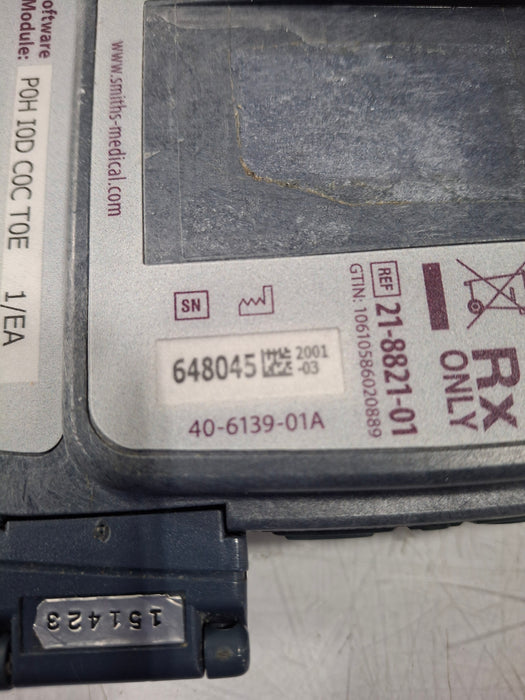 oftware
Module:
POH IOD COC TOE 1/EA
www.smiths-medical.com
SN
648045
2001
-03
40-6139-01A
REF 21-8821-01
GTIN: 10610586020889
Rx
ONLY
151423